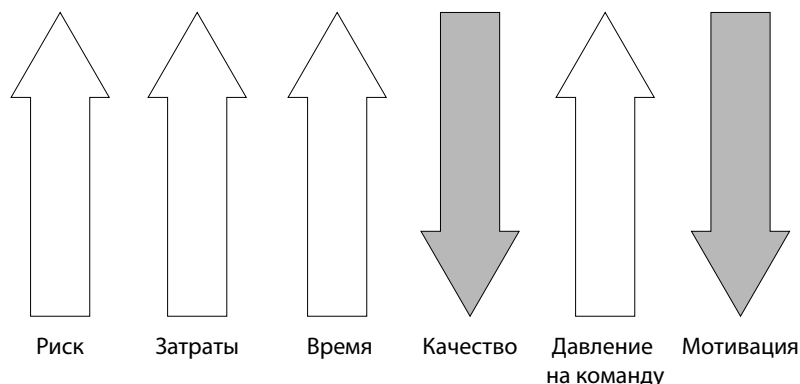 Риск
Затраты
Время
Качество
Давление
на команду
Мотивация